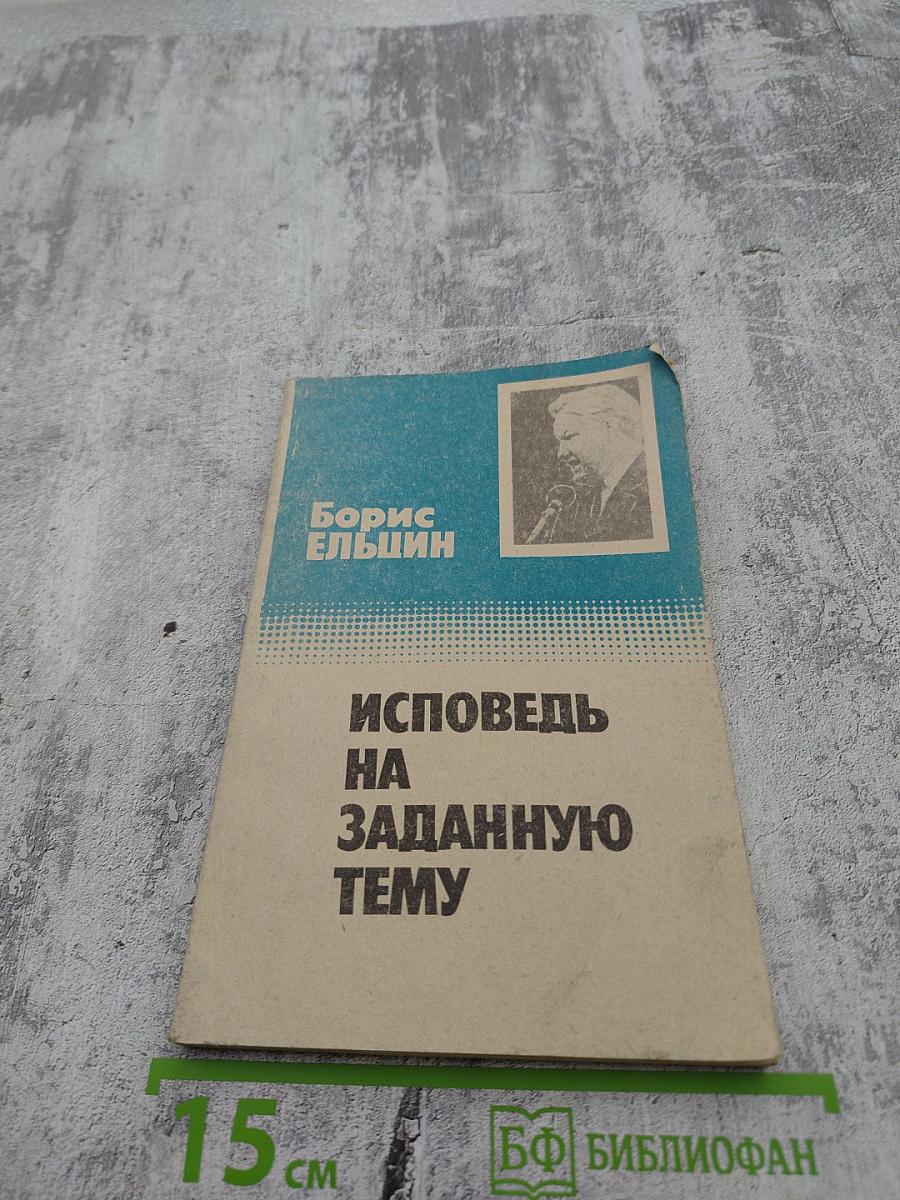 Борис
ЕЛЬЦИН
ИСПОВЕДЬ
НА
ЗАДАННУЮ
ТЕМУ
15 см
БФ БИБЛИОФАН